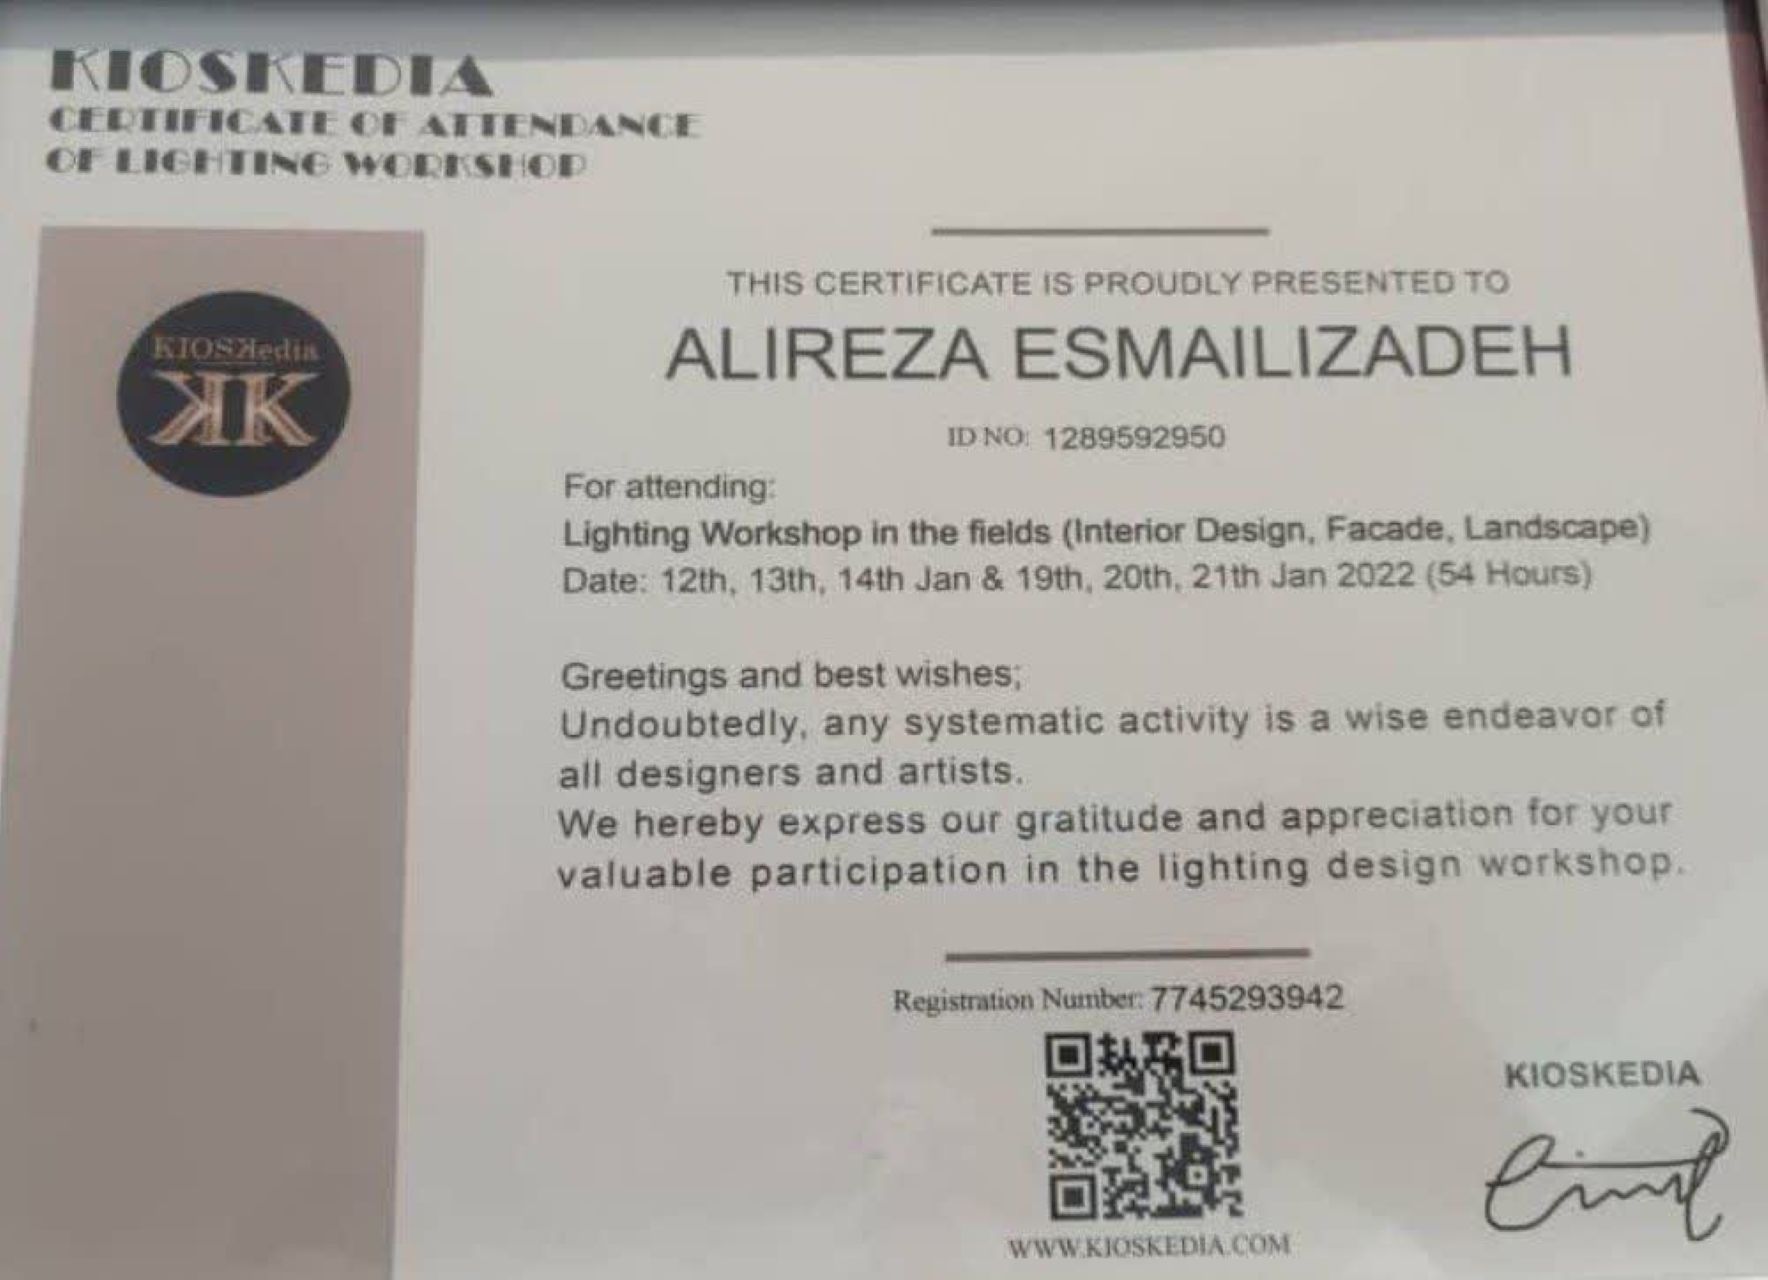 KIOSKEDIA
CERTIFICATE OF ATTENDANCE
OF LIGHTING WORKSHOP
KIOSKedia
KK
THIS CERTIFICATE IS PROUDLY PRESENTED TO
ALIREZA ESMAILIZADEH
ID NO: 1289592950
For attending:
Lighting Workshop in the fields (Interior Design, Facade, Landscape)
Date: 12th, 13th, 14th Jan & 19th, 20th, 21th Jan 2022 (54 Hours)
Greetings and best wishes;
Undoubtedly, any systematic activity is a wise endeavor of
all designers and artists.
We hereby express our gratitude and appreciation for your
valuable participation in the lighting design workshop.
Registration Number: 7745293942
KIOSKEDIA
WWW.KIOSKEDIA.COM